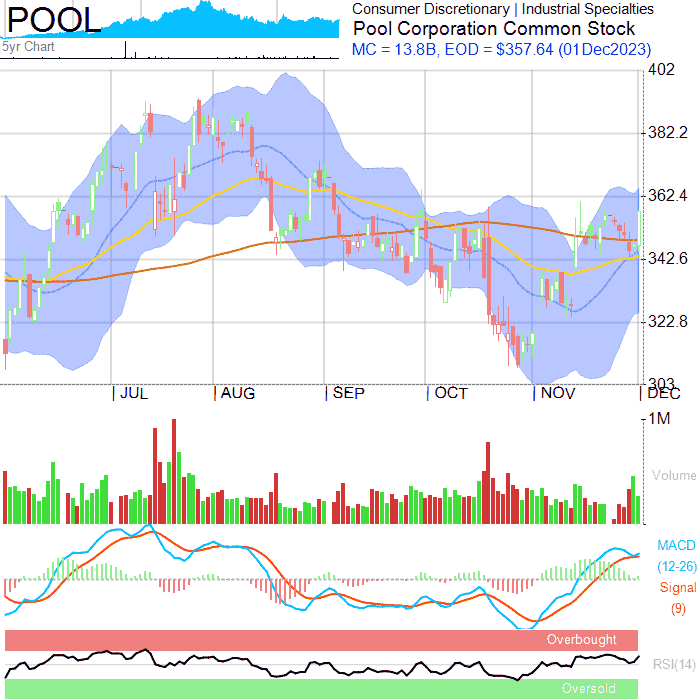 POOL
5yr Chart
Consumer Discretionary | Industrial Specialties
Pool Corporation Common Stock
MC = 13.8B, EOD = $357.64 (01Dec2023)
402
382.2
362.4
342.6
322.8
303
JUL AUG SEP OCT NOV DEC
1M
Volume
MACD
(12-26)
Signal
(9)
Overbought
RSI(14)
Oversold